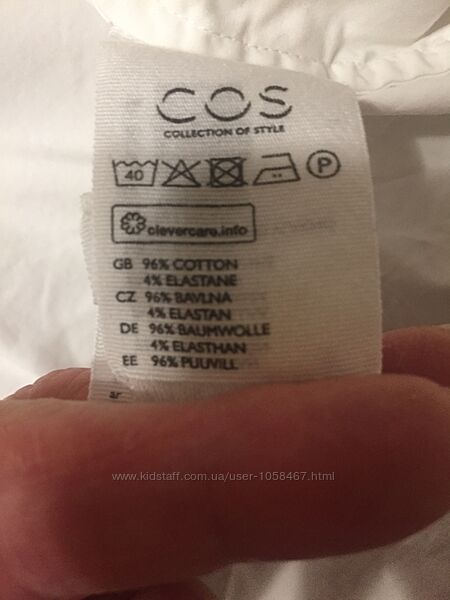 COS
COLLECTION OF STYLE
40 P
clevercare.info
GB 96% COTTON
4% ELASTANE
CZ 96% BAVLNA
4% ELASTAN
DE 96% BAUMWOLLE
4% ELASTHAN
EE 96% PUUVILL
www.kidstaff.com.ua/user-1058467.html